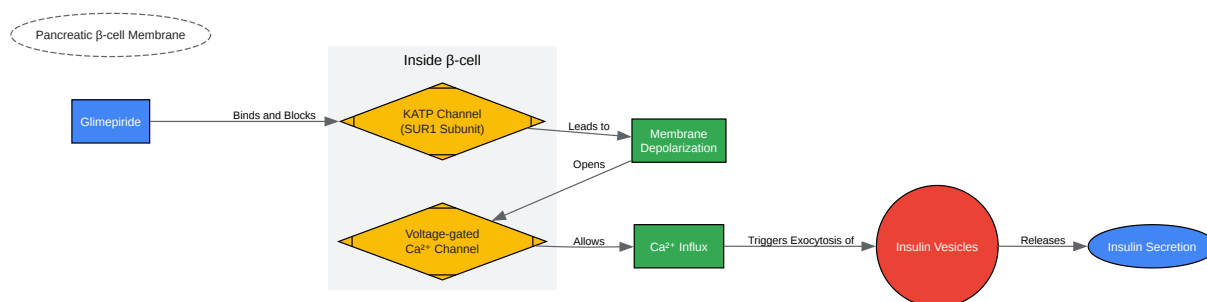 Pancreatic β-cell Membrane
Inside β-cell
Glimepiride
Binds and Blocks
KATP Channel
(SUR1 Subunit)
Leads to
Membrane
Depolarization
Opens
Voltage-gated
Ca²⁺ Channel
Allows
Ca²⁺ Influx
Triggers Exocytosis of
Insulin Vesicles
Releases
Insulin Secretion